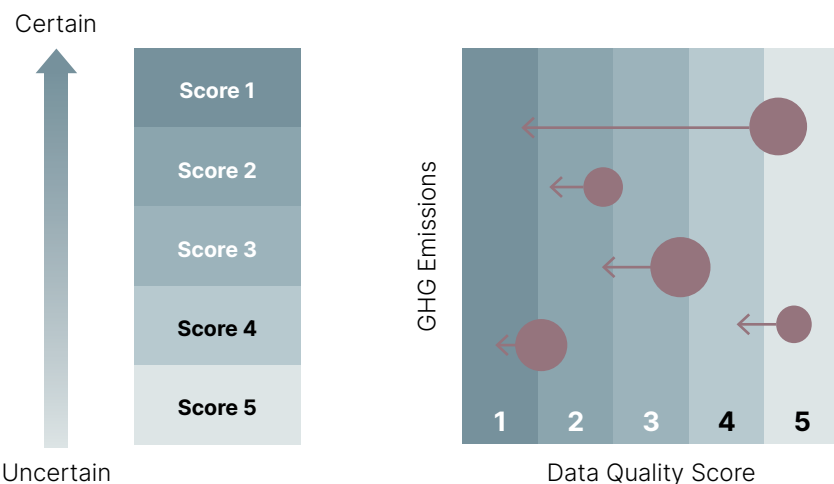 Certain
Score 1
Score 2
Score 3
Score 4
Score 5
Uncertain
GHG Emissions
1 2 3 4 5
Data Quality Score